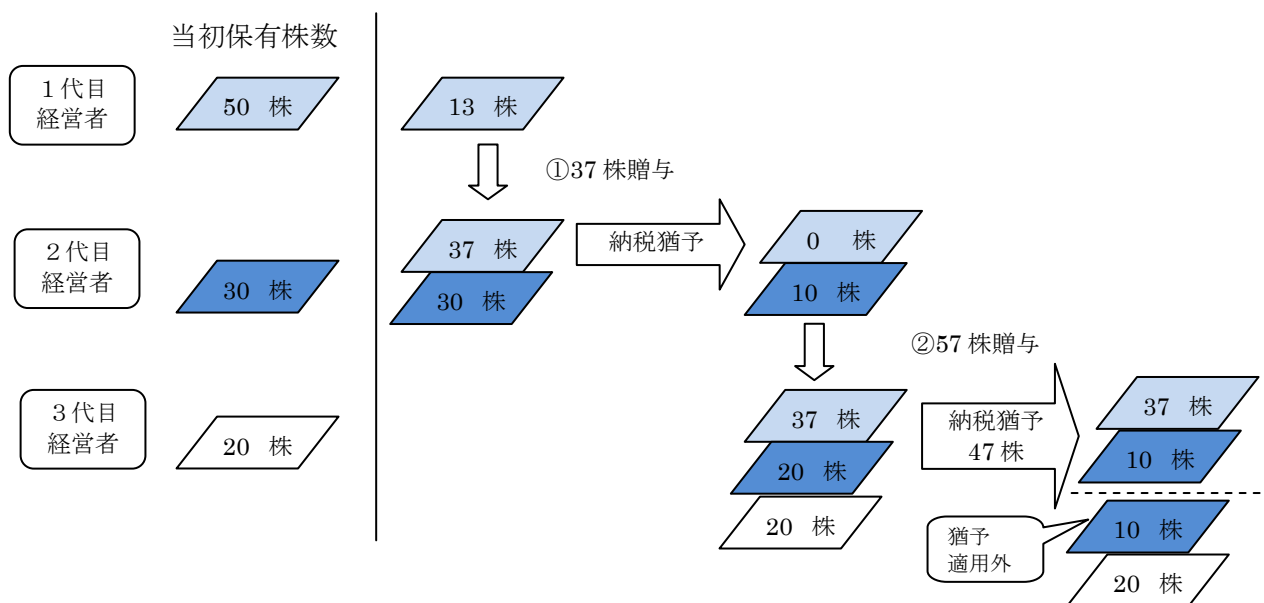 当初保有株数
１代目
経営者
50 株
13 株
①37 株贈与
２代目
経営者
30 株
37 株
30 株
納税猶予
0 株
10 株
②57 株贈与
３代目
経営者
20 株
37 株
20 株
20 株
納税猶予
47 株
37 株
10 株
猶予
適用外
10 株
20 株